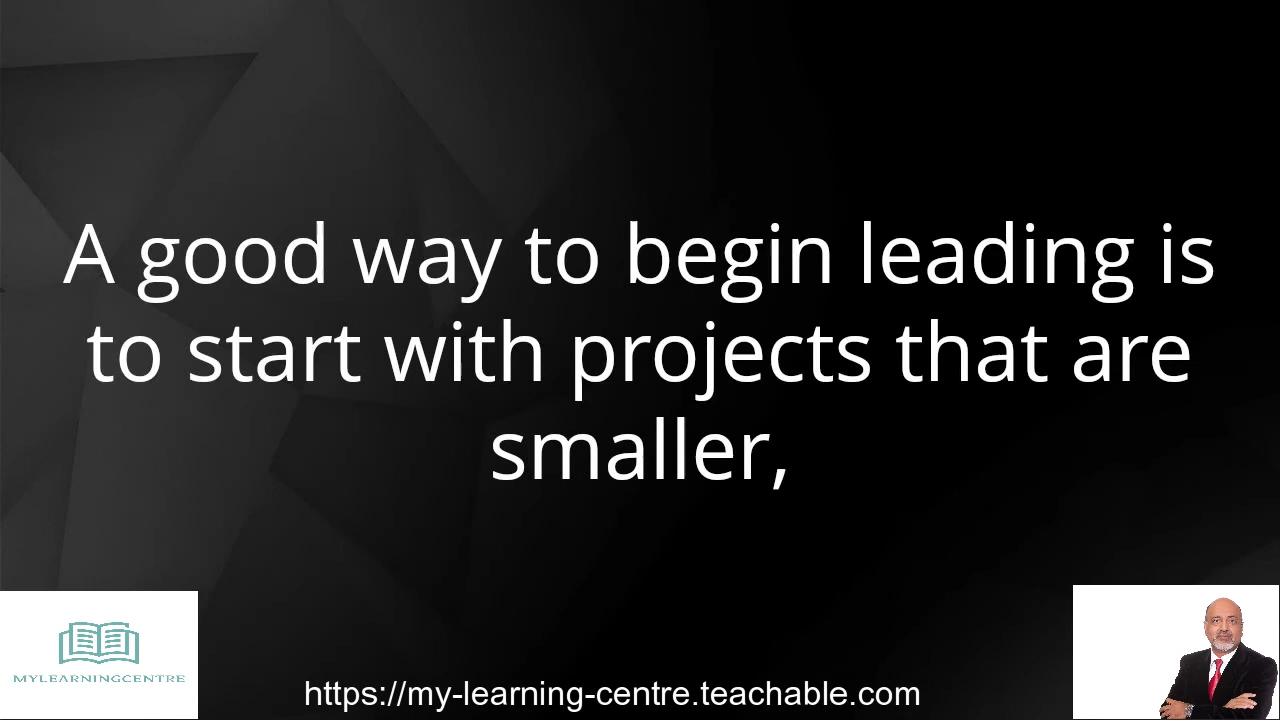 A good way to begin leading is
to start with projects that are
smaller,
MYLEARNINGCENTRE
https://my-learning-centre.teachable.com